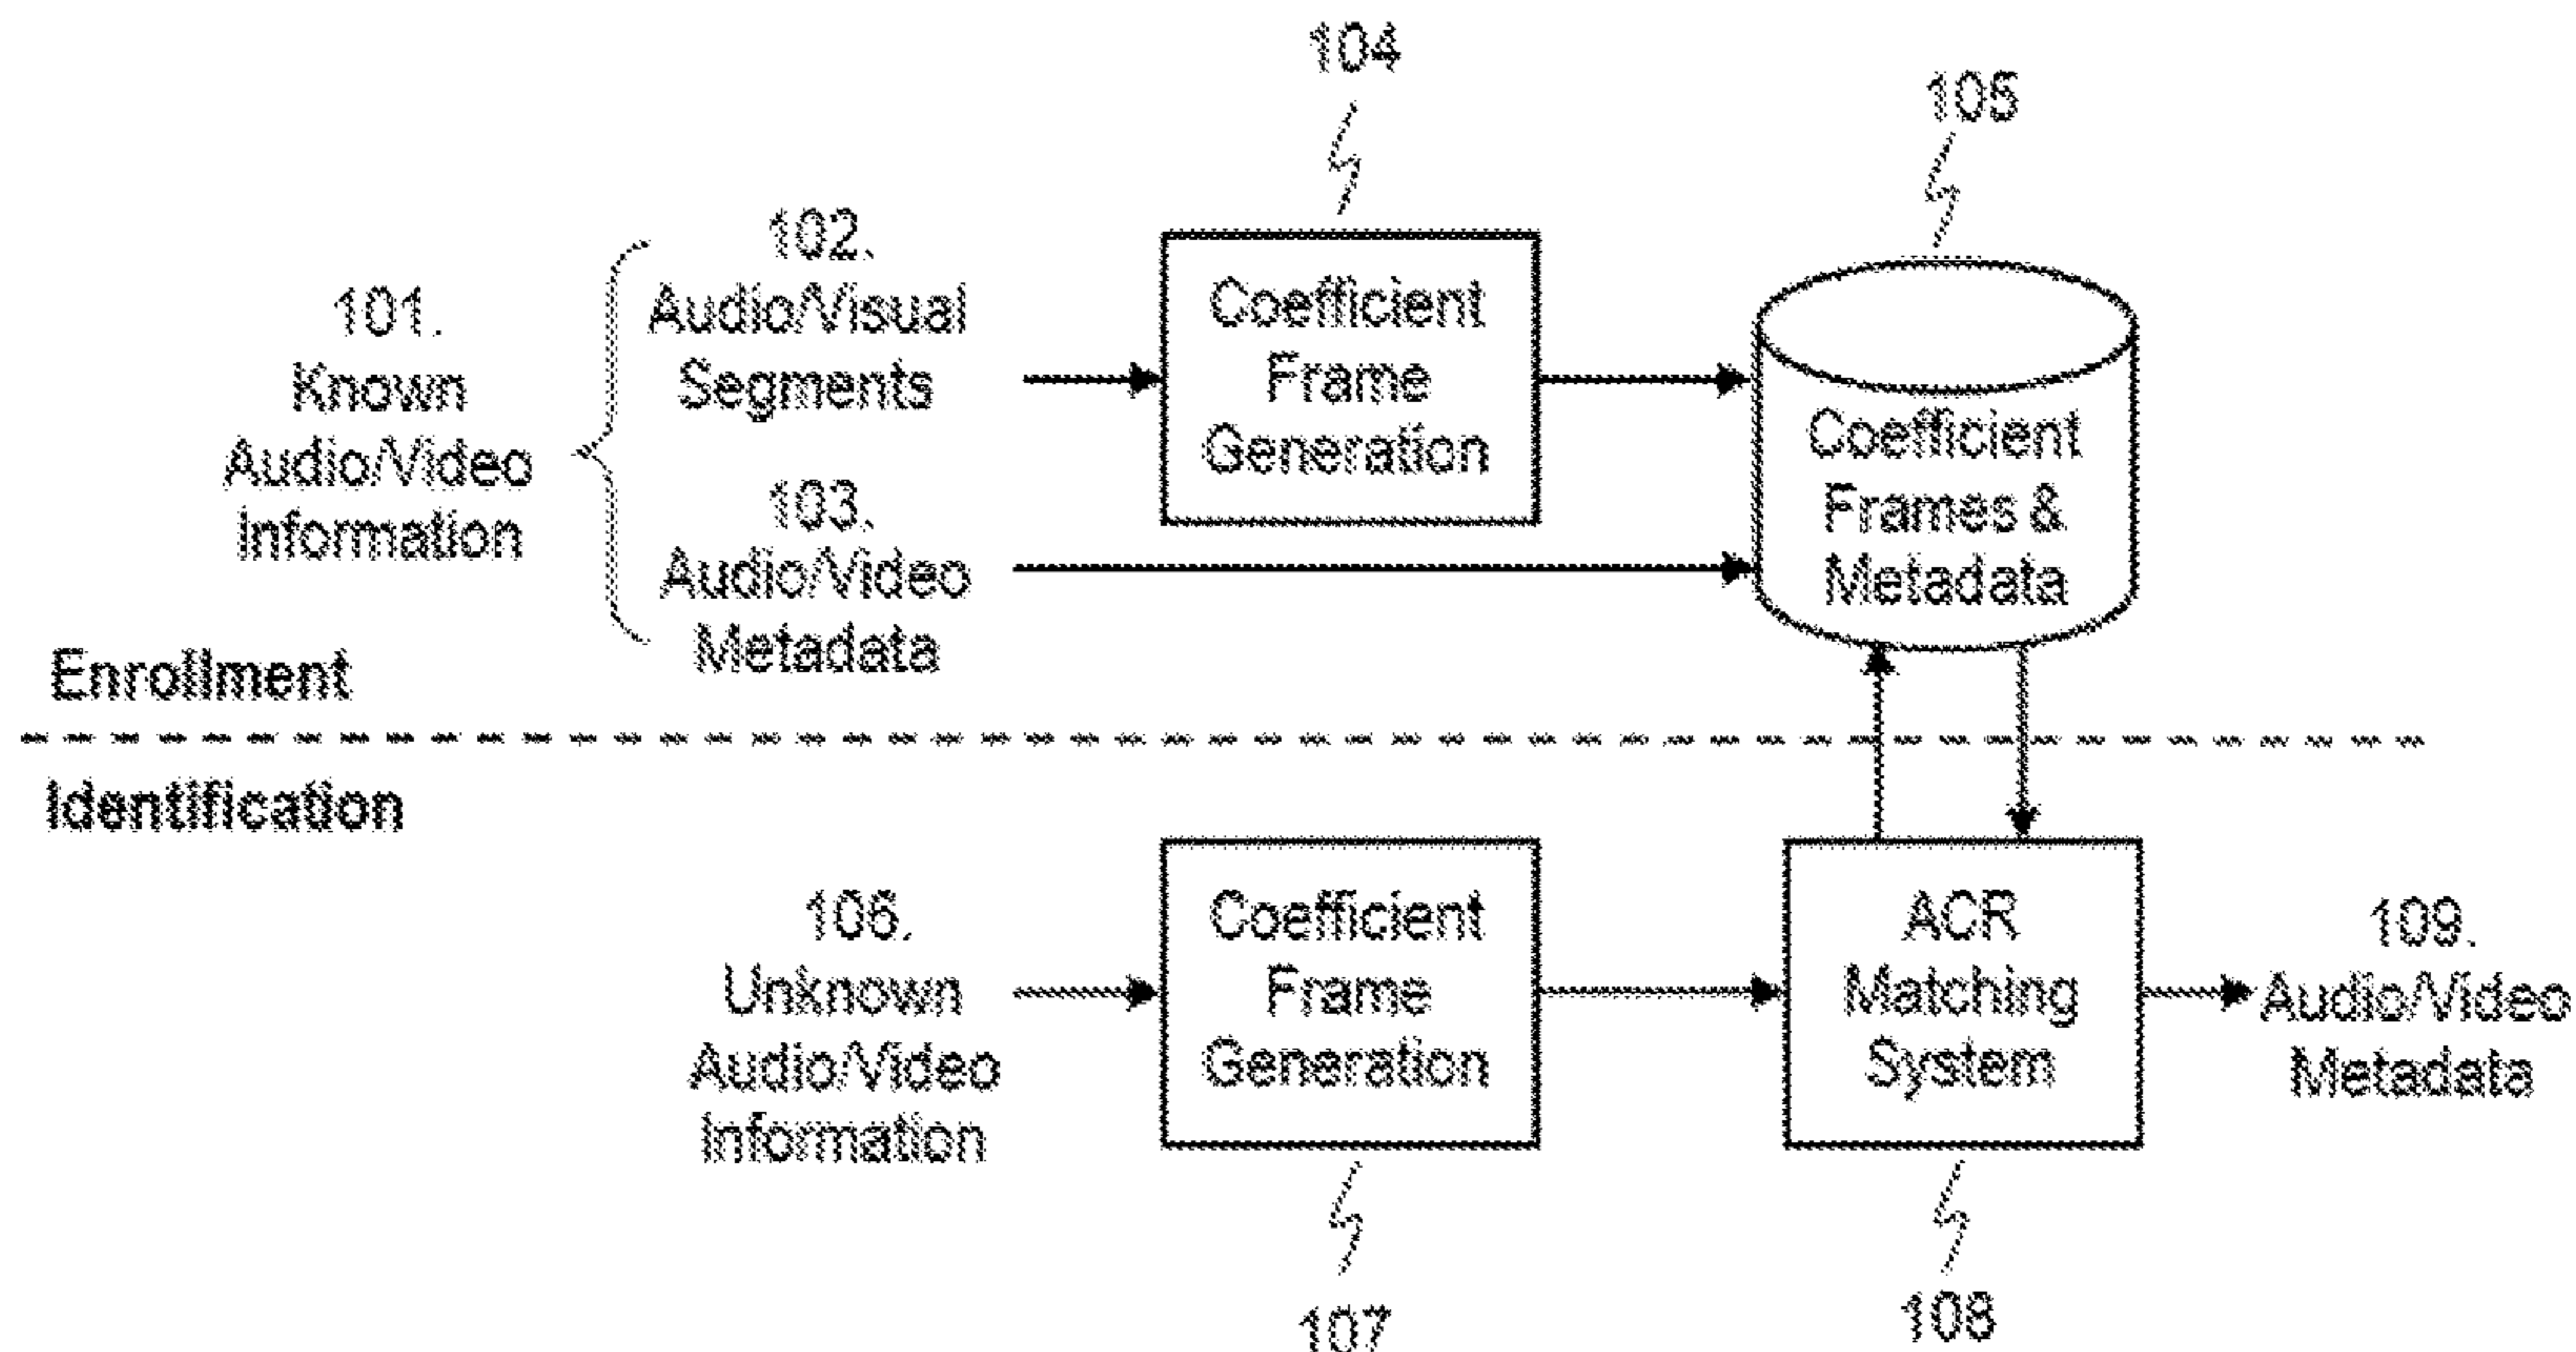 104
105
101.
Known
Audio/Video
Information
102.
Audio/Visual
Segments
103.
Audio/Video
Metadata
Coefficient
Frame
Generation
Coefficient
Frames &
Metadata
Enrollment
Identification
106.
Unknown
Audio/Video
Information
Coefficient
Frame
Generation
ACR
Matching
System
109.
Audio/Video
Metadata
107
108